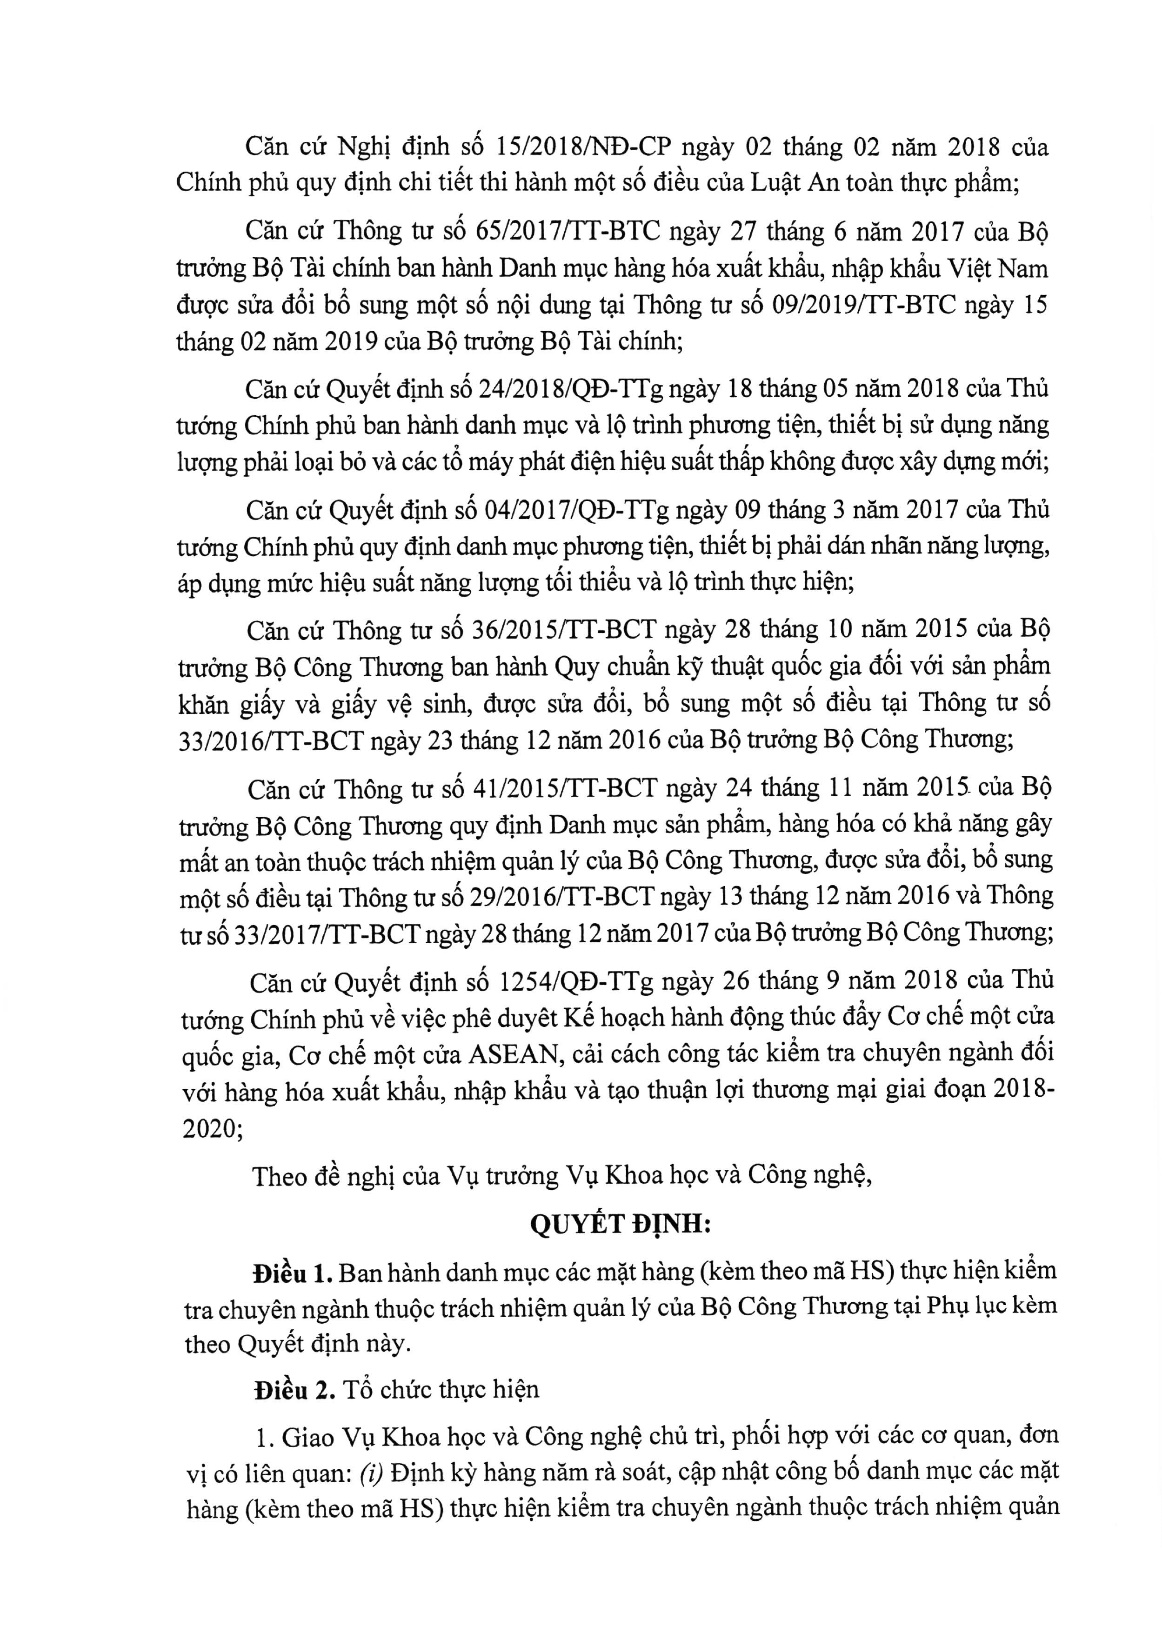 Căn cứ Nghị định số 15/2018/NĐ-CP ngày 02 tháng 02 năm 2018 của
Chính phủ quy định chi tiết thi hành một số điều của Luật An toàn thực phẩm;
Căn cứ Thông tư số 65/2017/TT-BTC ngày 27 tháng 6 năm 2017 của Bộ
trưởng Bộ Tài chính ban hành Danh mục hàng hóa xuất khẩu, nhập khẩu Việt Nam
được sửa đổi bổ sung một số nội dung tại Thông tư số 09/2019/TT-BTC ngày 15
tháng 02 năm 2019 của Bộ trưởng Bộ Tài chính;
Căn cứ Quyết định số 24/2018/QĐ-TTg ngày 18 tháng 05 năm 2018 của Thủ
tướng Chính phủ ban hành danh mục và lộ trình phương tiện, thiết bị sử dụng năng
lượng phải loại bỏ và các tổ máy phát điện hiệu suất thấp không được xây dựng mới;
Căn cứ Quyết định số 04/2017/QĐ-TTg ngày 09 tháng 3 năm 2017 của Thủ
tướng Chính phủ quy định danh mục phương tiện, thiết bị phải dán nhãn năng lượng,
áp dụng mức hiệu suất năng lượng tối thiểu và lộ trình thực hiện;
Căn cứ Thông tư số 36/2015/TT-BCT ngày 28 tháng 10 năm 2015 của Bộ
trưởng Bộ Công Thương ban hành Quy chuẩn kỹ thuật quốc gia đối với sản phẩm
khăn giấy và giấy vệ sinh, được sửa đổi, bổ sung một số điều tại Thông tư số
33/2016/TT-BCT ngày 23 tháng 12 năm 2016 của Bộ trưởng Bộ Công Thương;
Căn cứ Thông tư số 41/2015/TT-BCT ngày 24 tháng 11 năm 2015 của Bộ
trưởng Bộ Công Thương quy định Danh mục sản phẩm, hàng hóa có khả năng gây
mất an toàn thuộc trách nhiệm quản lý của Bộ Công Thương, được sửa đổi, bổ sung
một số điều tại Thông tư số 29/2016/TT-BCT ngày 13 tháng 12 năm 2016 và Thông
tư số 33/2017/TT-BCT ngày 28 tháng 12 năm 2017 của Bộ trưởng Bộ Công Thương;
Căn cứ Quyết định số 1254/QĐ-TTg ngày 26 tháng 9 năm 2018 của Thủ
tướng Chính phủ về việc phê duyêt Kế hoạch hành động thúc đẩy Cơ chế một cửa
quốc gia, Cơ chế một cửa ASEAN, cải cách công tác kiểm tra chuyên ngành đối
với hàng hóa xuất khẩu, nhập khẩu và tạo thuận lợi thương mại giai đoạn 2018-
2020;
Theo đề nghị của Vụ trưởng Vụ Khoa học và Công nghệ,
QUYẾT ĐỊNH:
Điều 1. Ban hành danh mục các mặt hàng (kèm theo mã HS) thực hiện kiểm
tra chuyên ngành thuộc trách nhiệm quản lý của Bộ Công Thương tại Phụ lục kèm
theo Quyết định này.
Điều 2. Tổ chức thực hiện
1. Giao Vụ Khoa học và Công nghệ chủ trì, phối hợp với các cơ quan, đơn
vị có liên quan: (i) Định kỳ hàng năm rà soát, cập nhật công bố danh mục các mặt
hàng (kèm theo mã HS) thực hiện kiểm tra chuyên ngành thuộc trách nhiệm quản